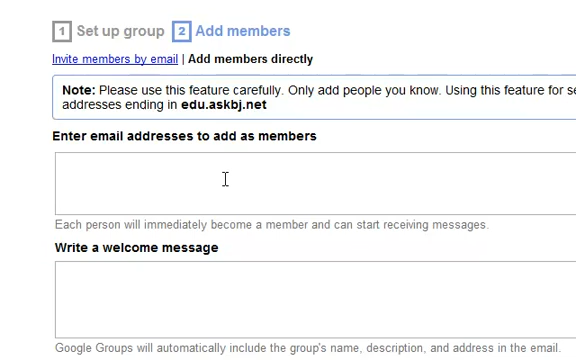 1 Set up group 2 Add members
Invite members by email | Add members directly
Note: Please use this feature carefully. Only add people you know. Using this feature for
addresses ending in edu.askbj.net
Enter email addresses to add as members
Each person will immediately become a member and can start receiving messages.
Write a welcome message
Google Groups will automatically include the group's name, description, and address in the email.